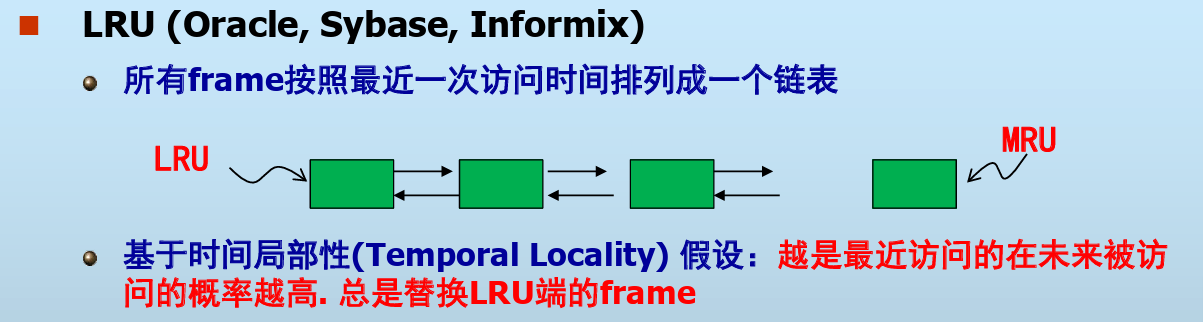 LRU (Oracle, Sybase, Informix)
所有frame按照最近一次访问时间排列成一个链表
LRU
MRU
基于时间局部性(Temporal Locality) 假设：越是最近访问的在未来被访
问的概率越高. 总是替换LRU端的frame